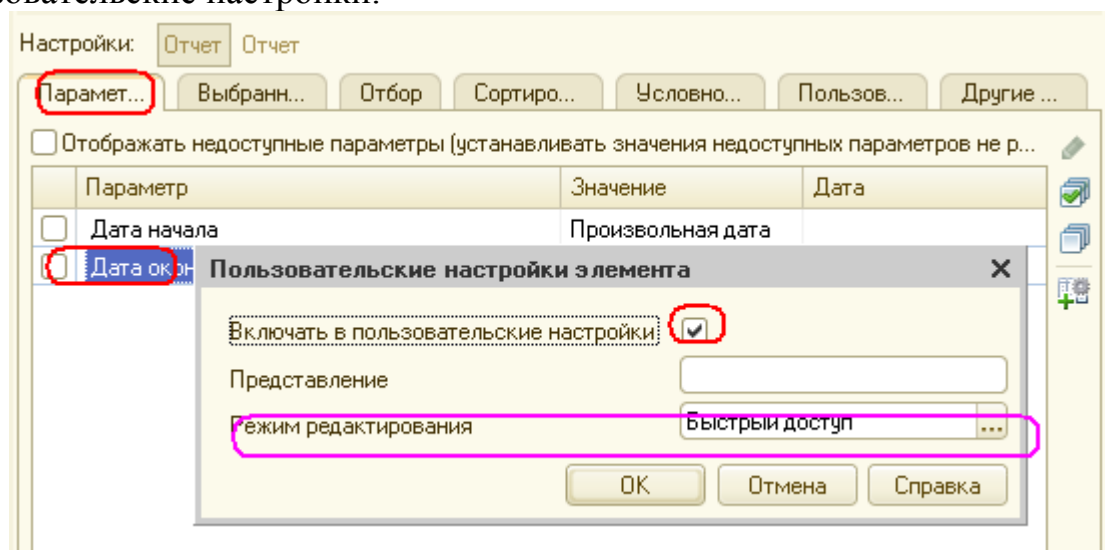 Настройки: Отчет Отчет
Парамет... Выбранн... Отбор Сортиро... Условно... Пользов... Другие ...
Отображать недоступные параметры (устанавливать значения недоступных параметров не р...
Параметр Значение Дата
Дата начала Произвольная дата
Дата
Пользовательские настройки элемента
Включать в пользовательские настройки
Представление
Режим редактирования Быстрый доступ ...
ОК Отмена Справка